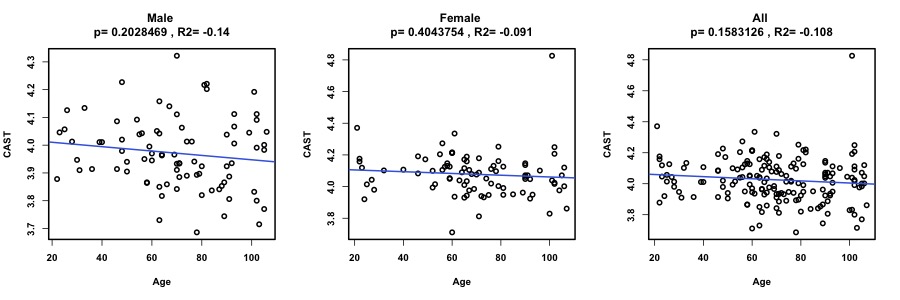 Male
p= 0.2028469 , R2= -0.14
CAST
4.3
4.2
4.1
4.0
3.9
3.8
3.7
20 40 60 80 100
Age
Female
p= 0.4043754 , R2= -0.091
CAST
4.8
4.6
4.4
4.2
4.0
3.8
20 40 60 80 100
Age
All
p= 0.1583126 , R2= -0.108
CAST
4.8
4.6
4.4
4.2
4.0
3.8
20 40 60 80 100
Age